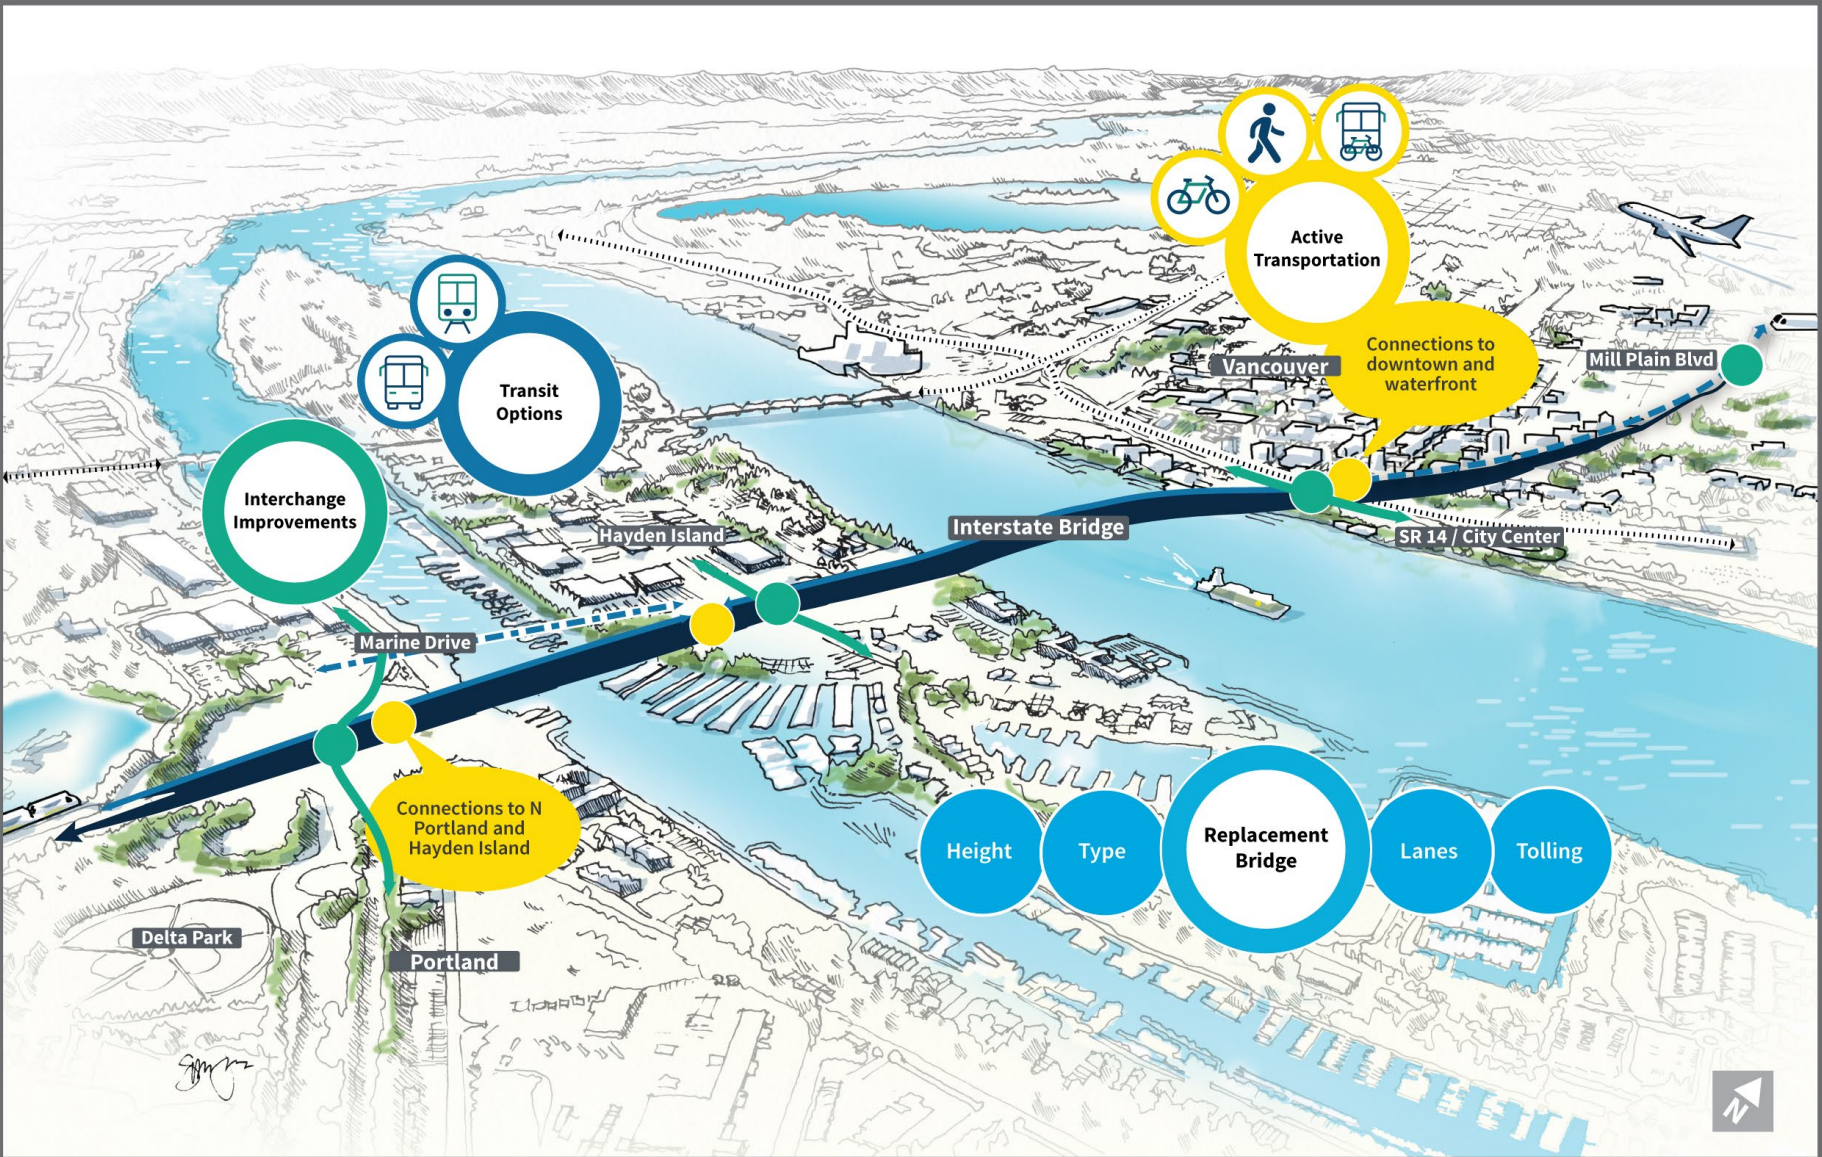 Active
Transportation
Connections to
downtown and
waterfront
Vancouver
Mill Plain Blvd
Transit
Options
Interchange
Improvements
Hayden Island
Interstate Bridge
SR 14 / City Center
Marine Drive
Connections to N
Portland and
Hayden Island
Height
Type
Replacement
Bridge
Lanes
Tolling
Delta Park
Portland
N